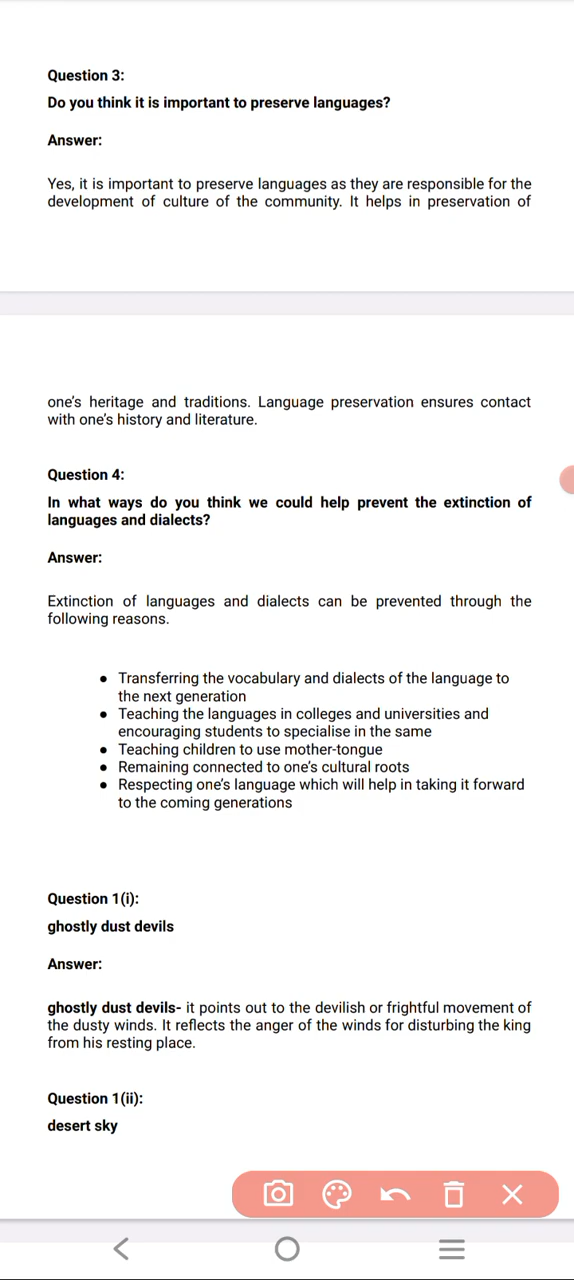 Question 3:
Do you think it is important to preserve languages?
Answer:
Yes, it is important to preserve languages as they are responsible for the
development of culture of the community. It helps in preservation of
one's heritage and traditions. Language preservation ensures contact
with one's history and literature.
Question 4:
In what ways do you think we could help prevent the extinction of
languages and dialects?
Answer:
Extinction of languages and dialects can be prevented through the
following reasons.
● Transferring the vocabulary and dialects of the language to
the next generation
● Teaching the languages in colleges and universities and
encouraging students to specialise in the same
● Teaching children to use mother-tongue
● Remaining connected to one's cultural roots
● Respecting one's language which will help in taking it forward
to the coming generations
Question 1(i):
ghostly dust devils
Answer:
ghostly dust devils- it points out to the devilish or frightful movement of
the dusty winds. It reflects the anger of the winds for disturbing the king
from his resting place.
Question 1(ii):
desert sky